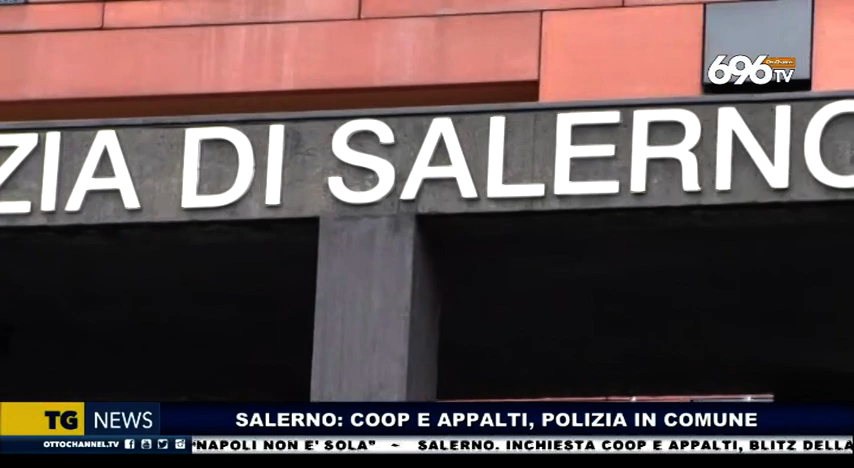 696 TV
ZIA DI SALERNO
TG NEWS
SALERNO: COOP E APPALTI, POLIZIA IN COMUNE
OTTOCHANNEL.TV
"NAPOLI NON E' SOLA" ~ SALERNO. INCHIESTA COOP E APPALTI, BLITZ DELLA